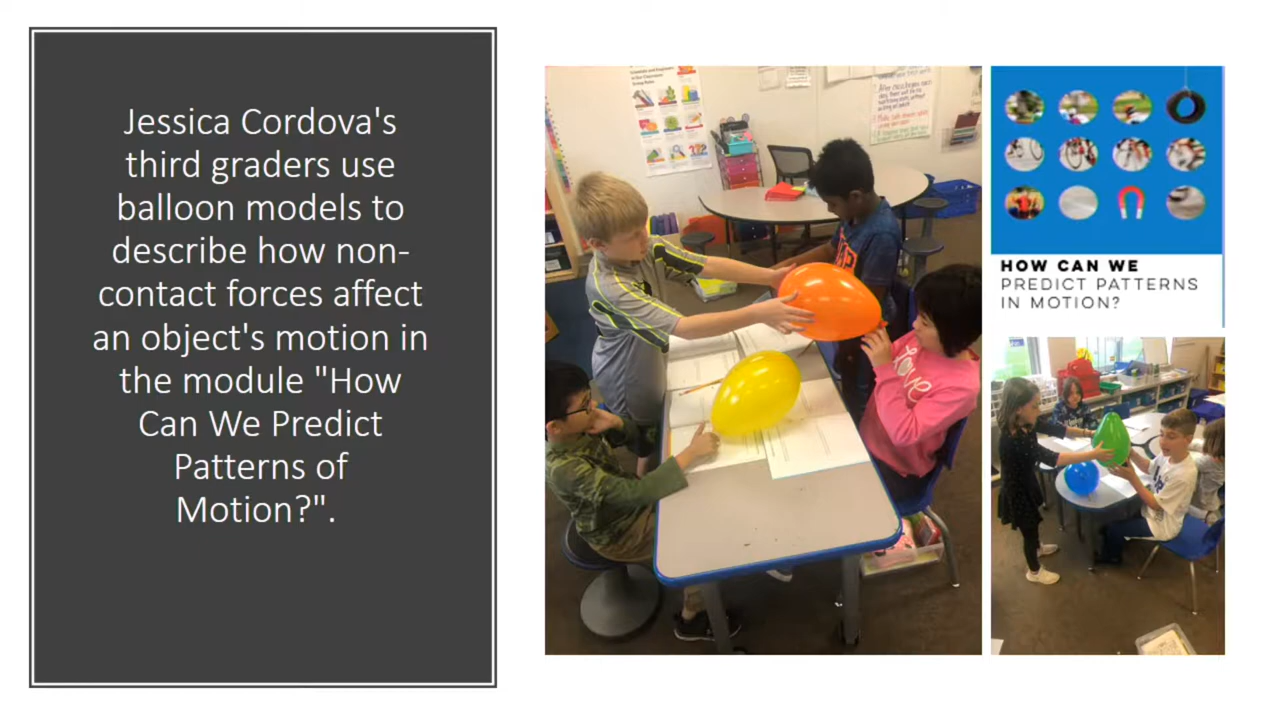 Jessica Cordova's
third graders use
balloon models to
describe how non-
contact forces affect
an object's motion in
the module "How
Can We Predict
Patterns of
Motion?".
HOW CAN WE
PREDICT PATTERNS
IN MOTION?
Love